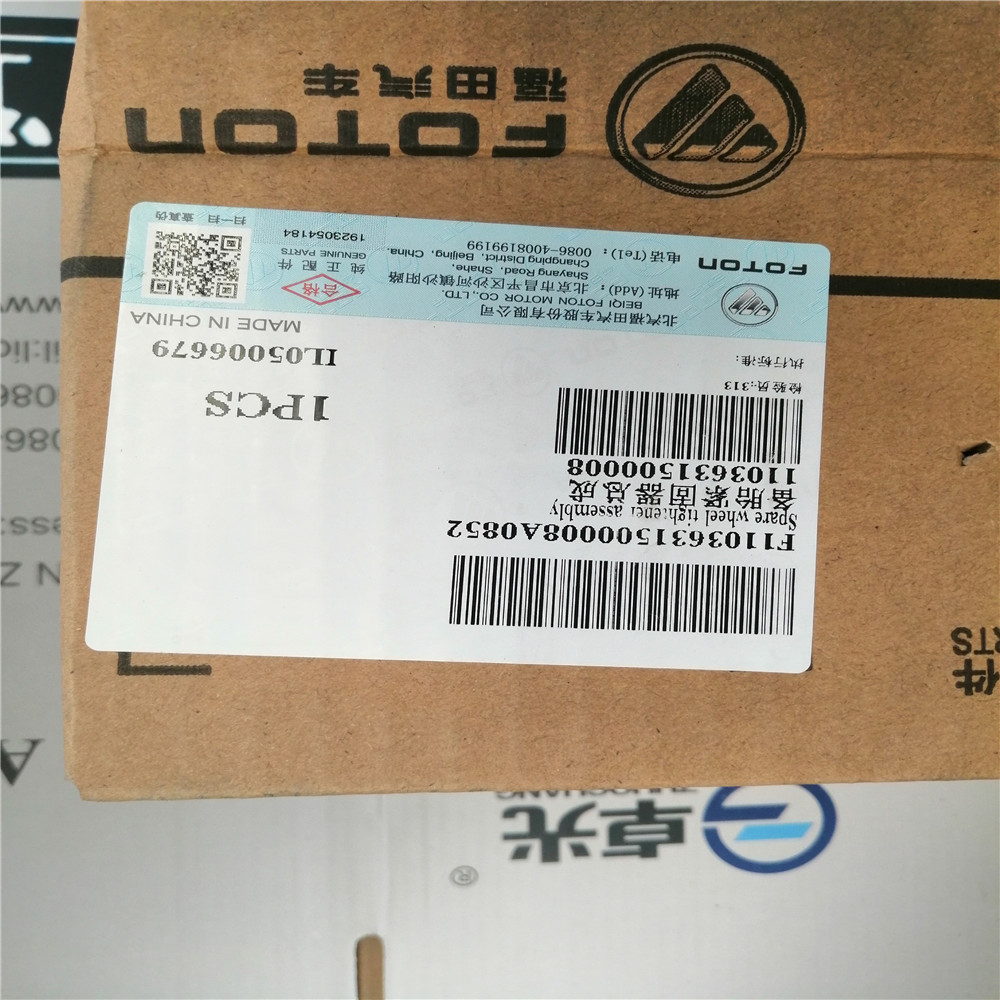 卓光
®
F1103631500008A0852
Spare wheel tightener assembly
备胎紧固器总成
1103631500008
检验员:313
执行标准:
1PCS
IL05006679
MADE IN CHINA
北汽福田汽车股份有限公司
BEIQI FOTON MOTOR CO.,LTD.
地址(Add)：北京市昌平区沙河镇沙阳路
Shayang Road, Shahe,
Changping District, Beijing, China.
电话(Tel)：0086-4008199199
FOTON
合格
纯正配件
GENUINE PARTS
1923054184
扫一扫 查真伪
FOTON
福田汽车
件